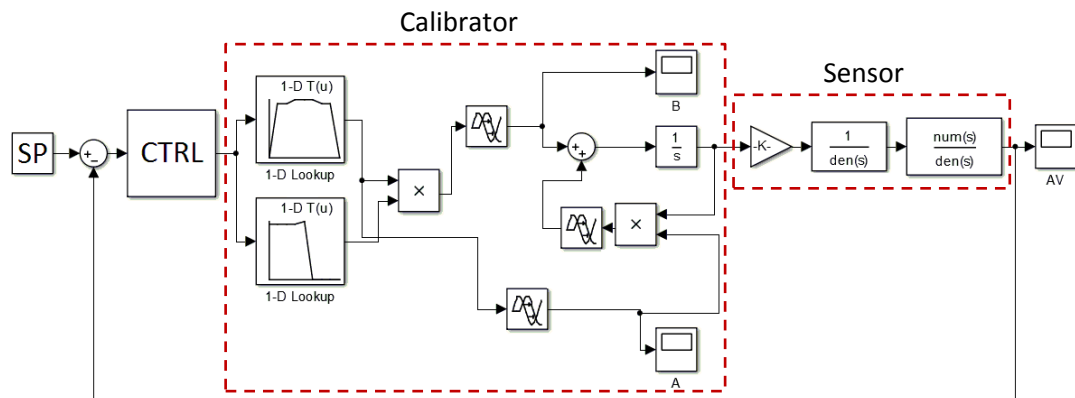 Calibrator
Sensor
1-D T(u)
1-D Lookup
B
SP
+
−
CTRL
×
+
+
1
s
-K-
1
den(s)
num(s)
den(s)
AV
1-D T(u)
1-D Lookup
×
A